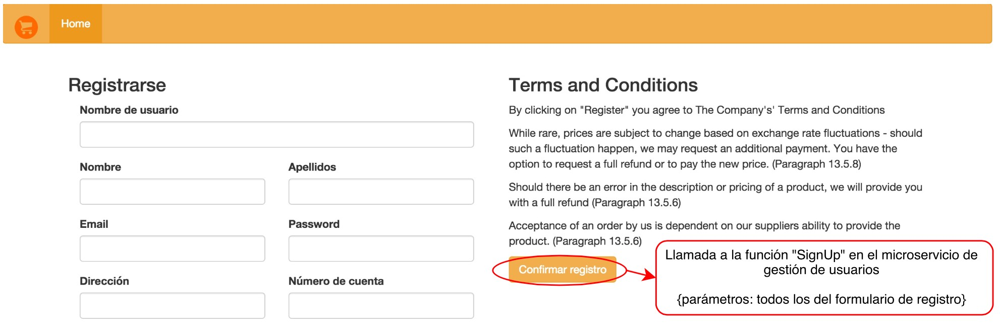 Home
Registrarse
Nombre de usuario
Nombre
Apellidos
Email
Password
Dirección
Número de cuenta
Terms and Conditions
By clicking on "Register" you agree to The Company's' Terms and Conditions
While rare, prices are subject to change based on exchange rate fluctuations - should
such a fluctuation happen, we may request an additional payment. You have the
option to request a full refund or to pay the new price. (Paragraph 13.5.8)
Should there be an error in the description or pricing of a product, we will provide you
with a full refund (Paragraph 13.5.6)
Acceptance of an order by us is dependent on our suppliers ability to provide the
product. (Paragraph 13.5.6)
Confirmar registro
Llamada a la función "SignUp" en el microservicio de
gestión de usuarios
{parámetros: todos los del formulario de registro}